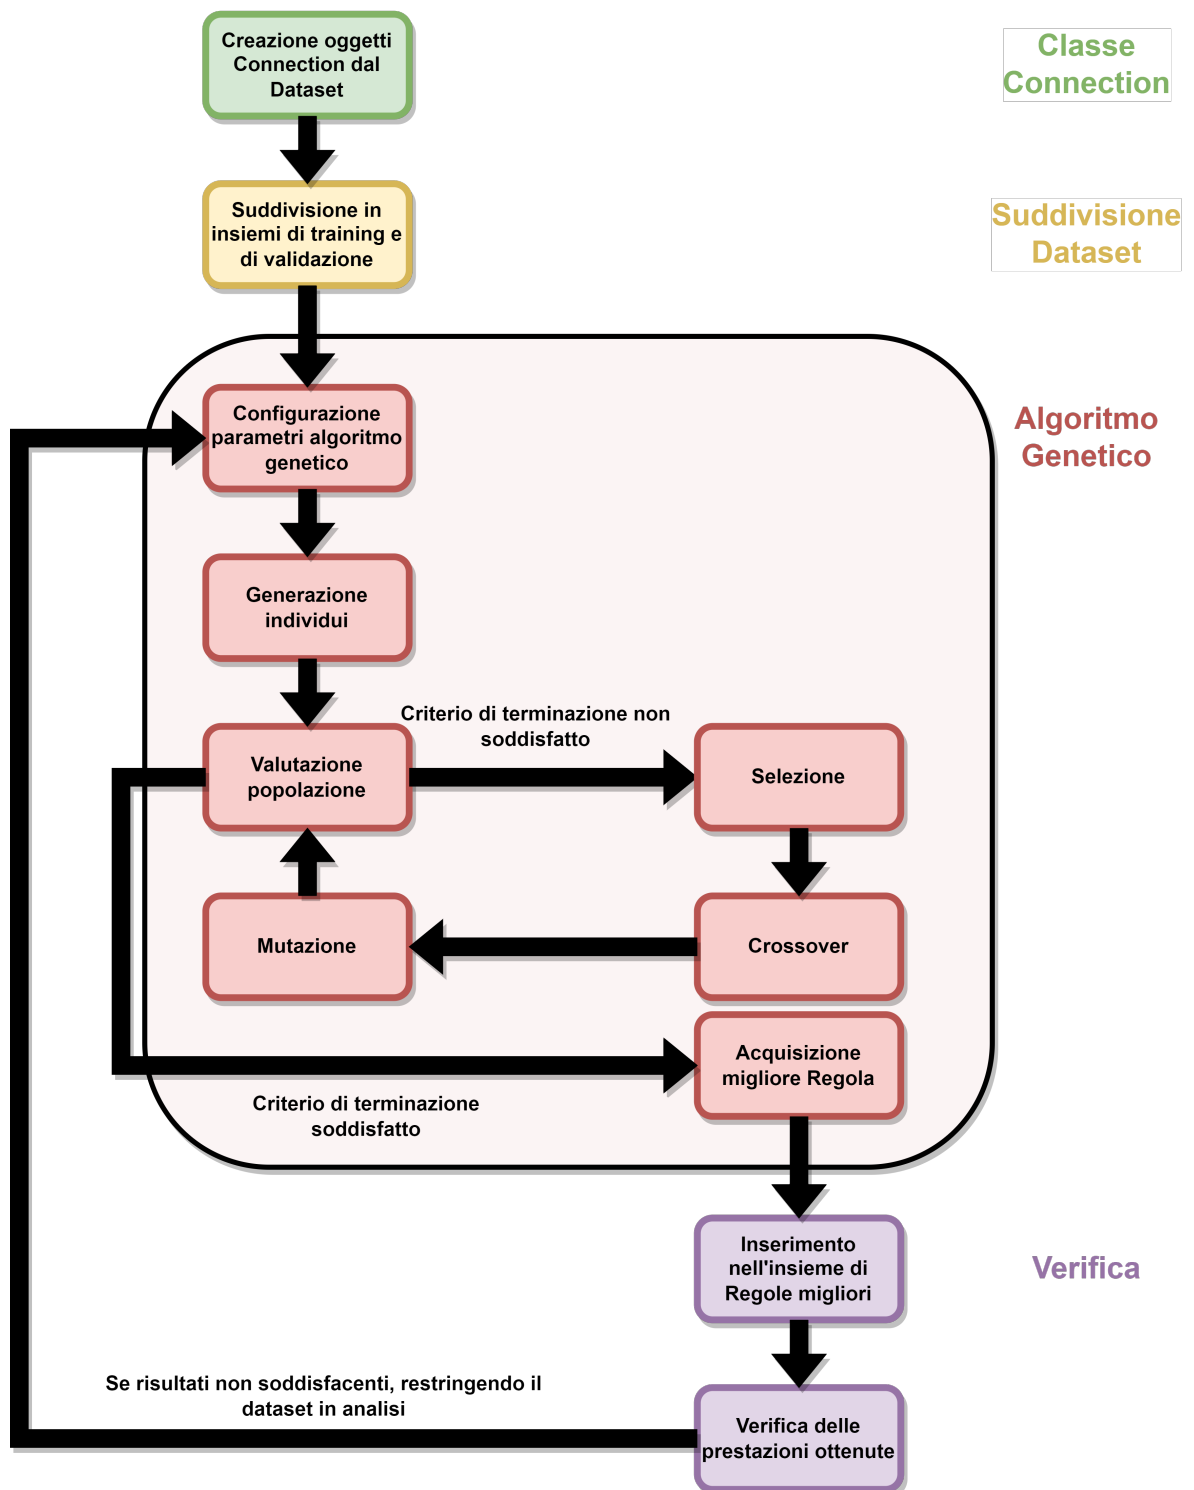 Creazione oggetti
Connection dal
Dataset
Classe
Connection
Suddivisione in
insiemi di training e
di validazione
Suddivisione
Dataset
Configurazione
parametri algoritmo
genetico
Algoritmo
Genetico
Generazione
individui
Criterio di terminazione non
soddisfatto
Valutazione
popolazione
Selezione
Mutazione
Crossover
Acquisizione
migliore Regola
Criterio di terminazione
soddisfatto
Inserimento
nell'insieme di
Regole migliori
Verifica
Se risultati non soddisfacenti, restringendo il
dataset in analisi
Verifica delle
prestazioni ottenute